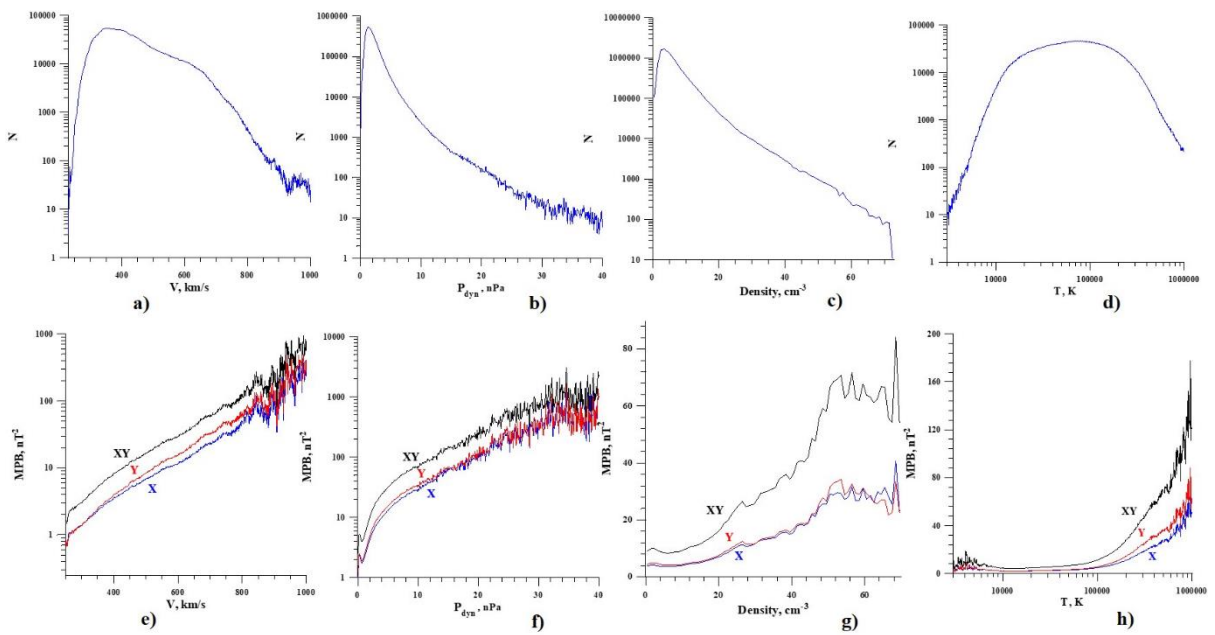 100000
10000
1000
100
10
1
N
400
600
800
1000
V, km/s
a)
1000000
100000
10000
1000
100
10
1
N
0
10
20
30
40
Pdyn, nPa
b)
10000000
1000000
100000
10000
1000
100
10
N
0
20
40
60
Density, cm-3
c)
100000
10000
1000
100
10
1
N
10000
100000
1000000
T, K
d)
1000
100
10
1
MPB, nT2
XY
Y
X
400
600
800
1000
V, km/s
e)
10000
1000
100
10
1
MPB, nT2
XY
Y
X
0
10
20
30
40
Pdyn, nPa
f)
80
60
40
20
0
MPB, nT2
XY
Y
X
0
20
40
60
Density, cm-3
g)
200
160
120
80
40
0
MPB, nT2
XY
Y
X
10000
100000
1000000
T, K
h)